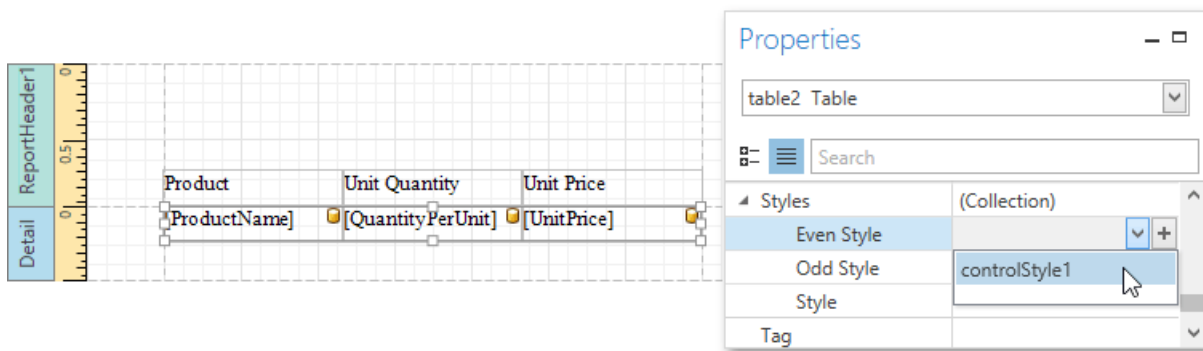 Properties
table2 Table
Search
Styles (Collection)
Even Style
Odd Style
controlStyle1
Style
Tag
ReportHeader1
0
0.5
Product Unit Quantity Unit Price
Detail
0
[ProductName] [QuantityPerUnit] [UnitPrice]